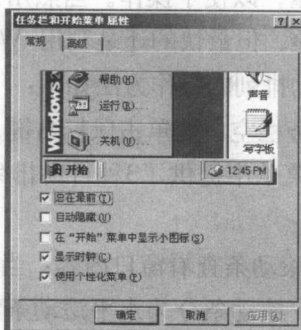 任务栏和开始菜单 属性
常规 高级
Windows
帮助(H)
运行(R)...
关机(U)...
声音
写字板
开始 12:45 PM
总在最前(T)
自动隐藏(U)
在“开始”菜单中显示小图标(S)
显示时钟(C)
使用个性化菜单(P)
确定 取消 应用(A)